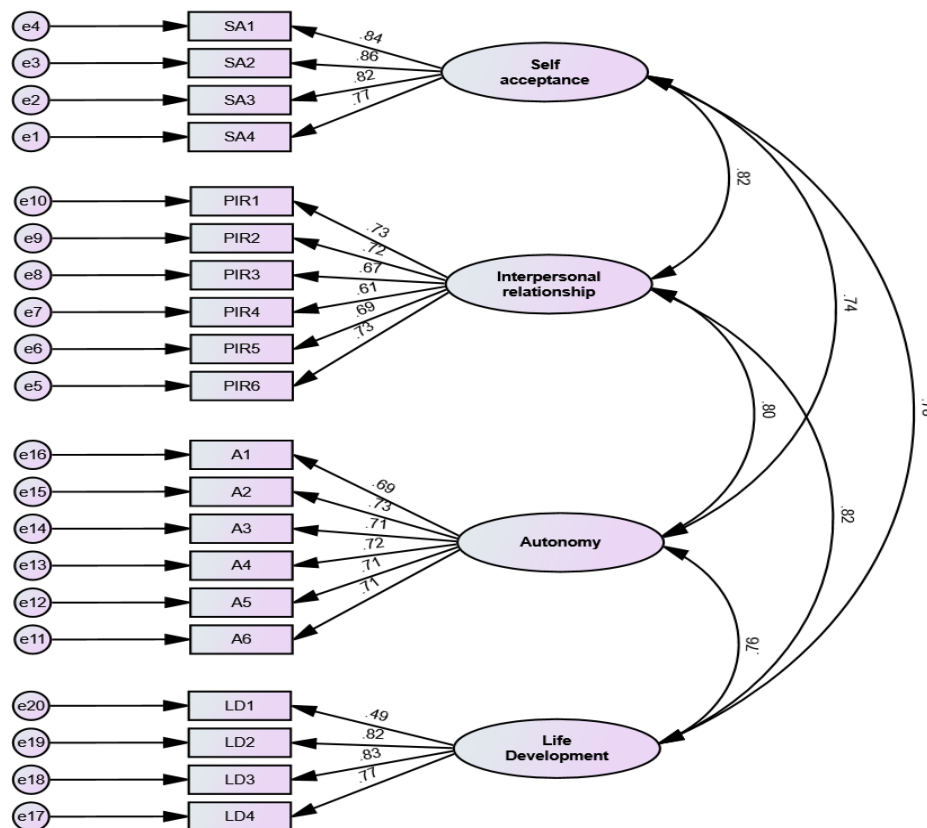 e4
SA1
.84
e3
SA2
.86
e2
SA3
.82
e1
SA4
.77
Self
acceptance
.82
e10
PIR1
.73
e9
PIR2
.72
e8
PIR3
.67
e7
PIR4
.61
e6
PIR5
.69
e5
PIR6
.73
Interpersonal
relationship
.74
.80
e16
A1
.69
e15
A2
.73
e14
A3
.71
e13
A4
.72
e12
A5
.71
e11
A6
.71
Autonomy
.82
.76
e20
LD1
.49
e19
LD2
.82
e18
LD3
.83
e17
LD4
.77
Life
Development